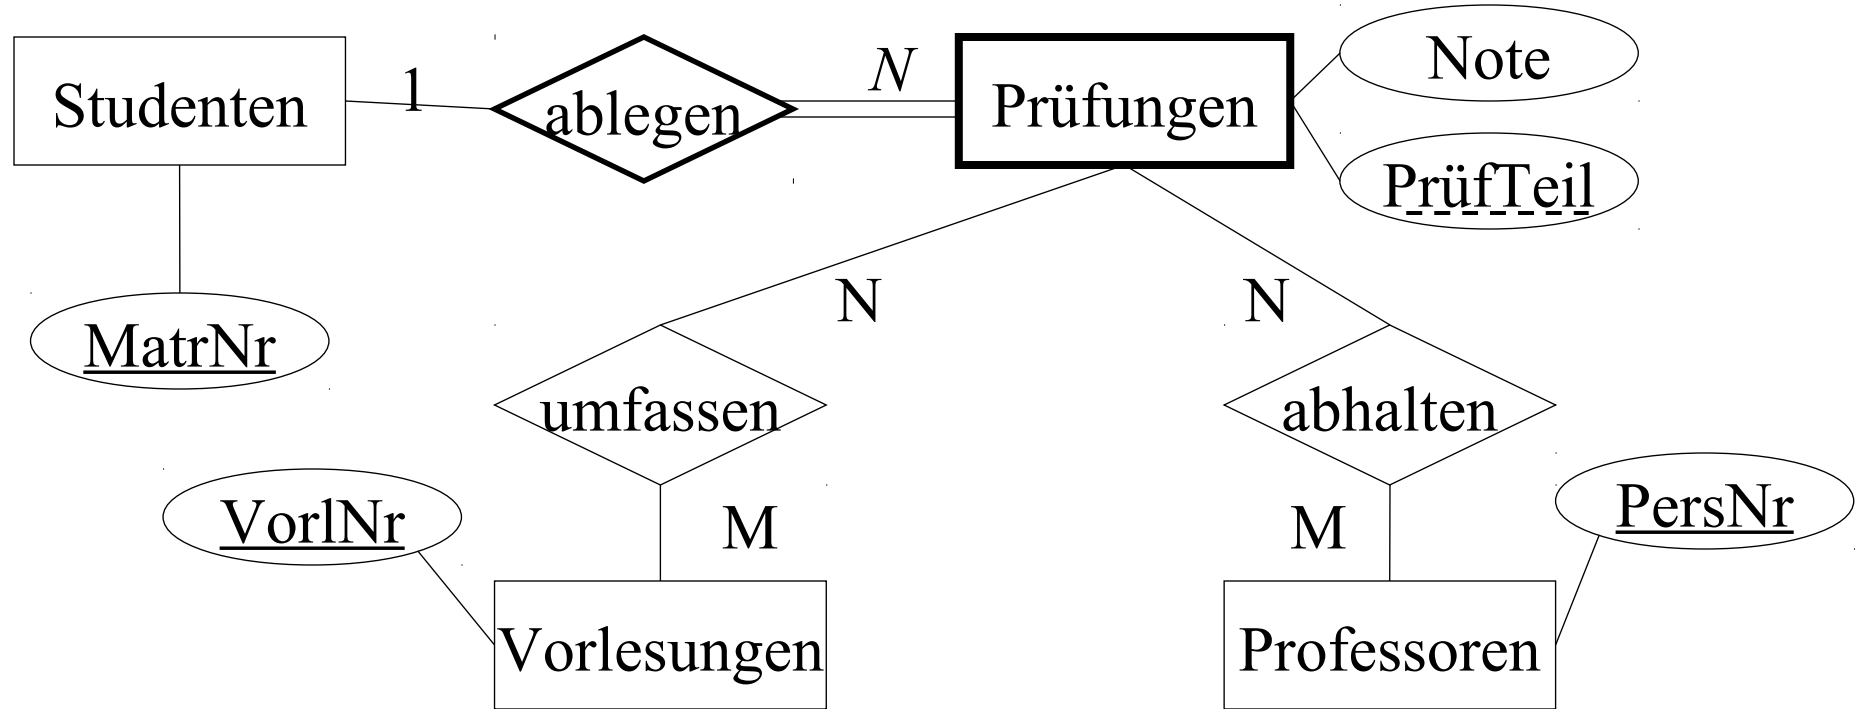 Studenten
1
ablegen
N
Prüfungen
Note
PrüfTeil
MatrNr
N
N
umfassen
abhalten
VorlNr
M
M
PersNr
Vorlesungen
Professoren